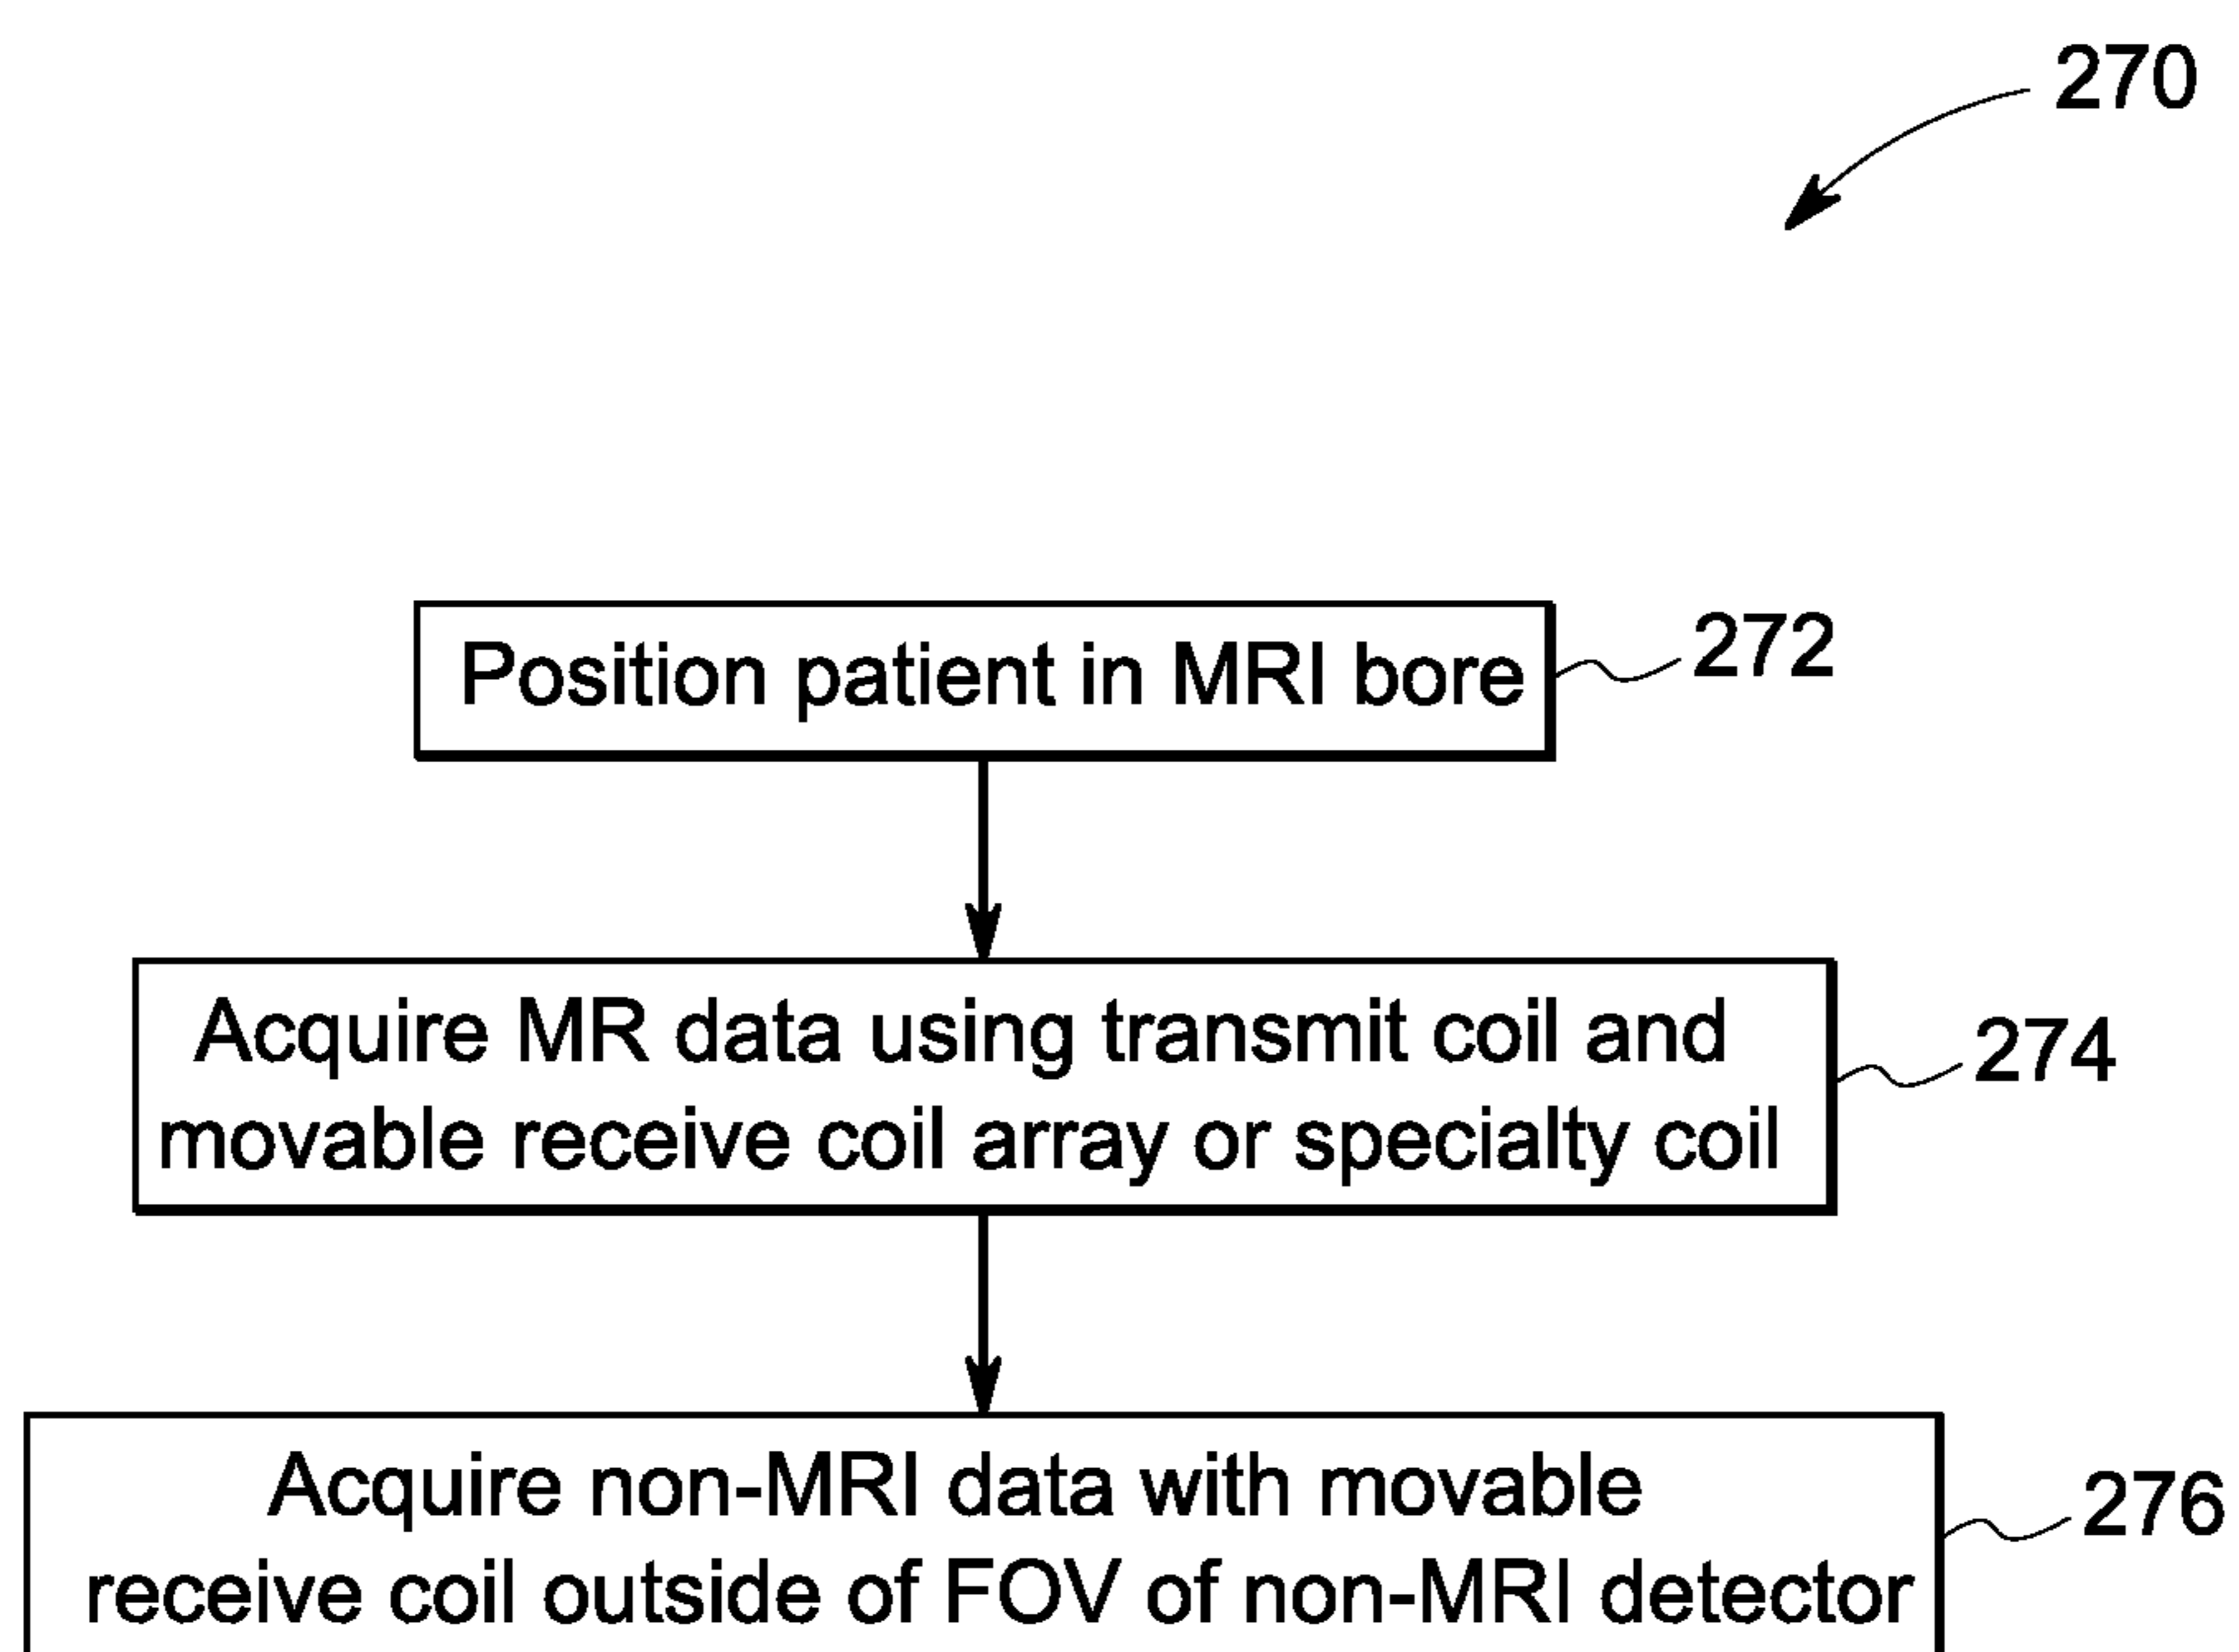 270
Position patient in MRI bore
272
Acquire MR data using transmit coil and
movable receive coil array or specialty coil
274
Acquire non-MRI data with movable
receive coil outside of FOV of non-MRI detector
276